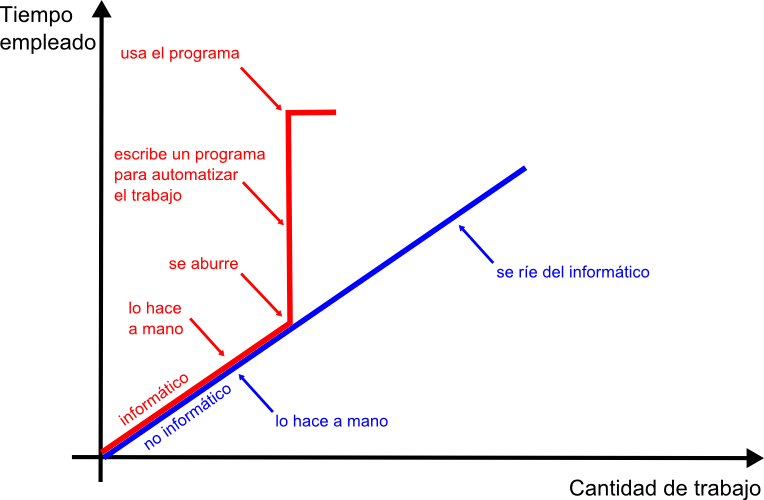 Tiempo
empleado
usa el programa
escribe un programa
para automatizar
el trabajo
se aburre
se ríe del informático
lo hace
a mano
informático
no informático
lo hace a mano
Cantidad de trabajo